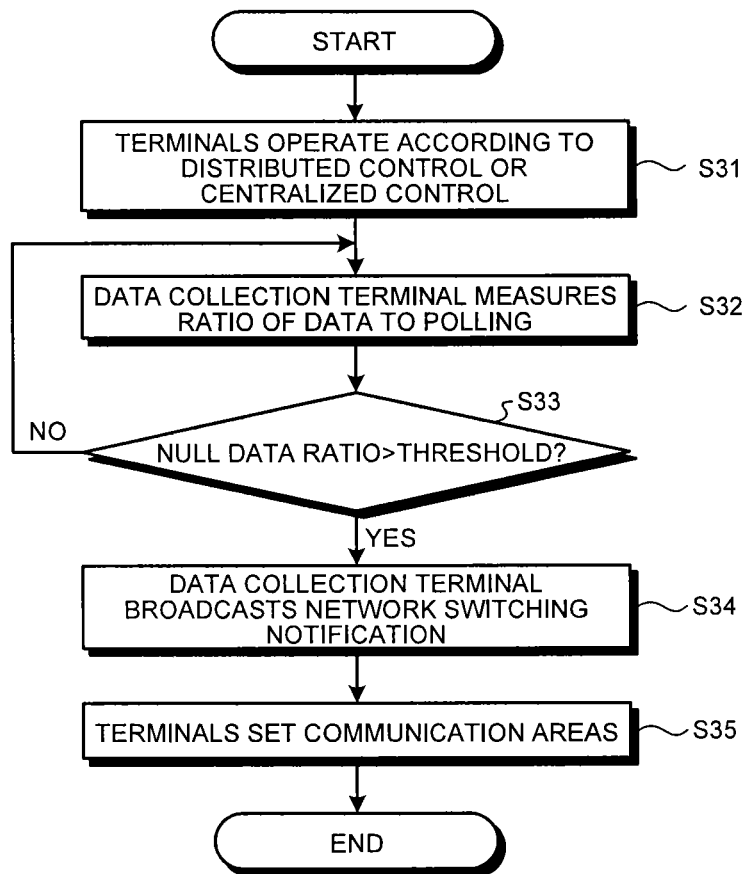 START
TERMINALS OPERATE ACCORDING TO
DISTRIBUTED CONTROL OR
CENTRALIZED CONTROL
S31
DATA COLLECTION TERMINAL MEASURES
RATIO OF DATA TO POLLING
S32
S33
NO
NULL DATA RATIO>THRESHOLD?
YES
DATA COLLECTION TERMINAL
BROADCASTS NETWORK SWITCHING
NOTIFICATION
S34
TERMINALS SET COMMUNICATION AREAS
S35
END